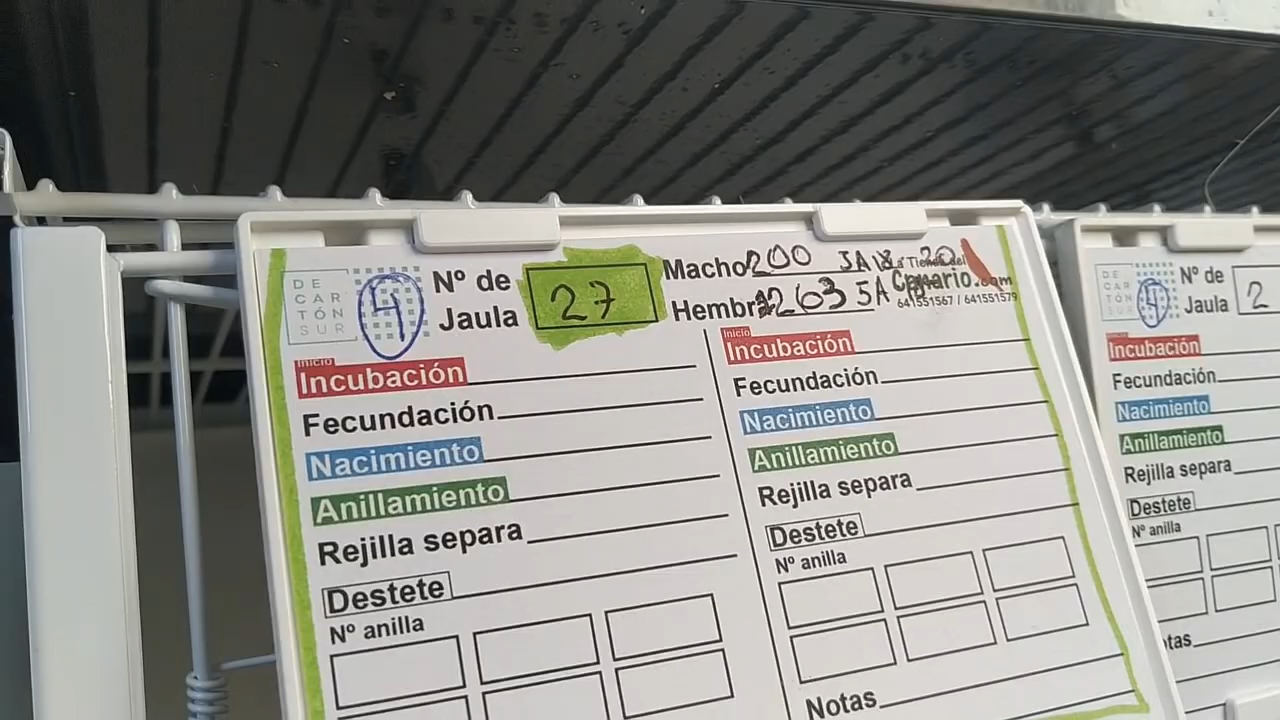 DE
CAR
TÓN
SUR
4
Nº de
Jaula
27
Macho 200
Hembra 263 5A
La Tienda del
Canario.com
641551567 / 641551579
Inicio
Incubación
Fecundación
Nacimiento
Anillamiento
Rejilla separa
Destete
Nº anilla
Inicio
Incubación
Fecundación
Nacimiento
Anillamiento
Rejilla separa
Destete
Nº anilla
Notas
DE
CAR
TÓN
SUR
4
Nº de
Jaula
2
Incubación
Fecundación
Nacimiento
Anillamiento
Rejilla separa
Destete
Nº anilla
tas